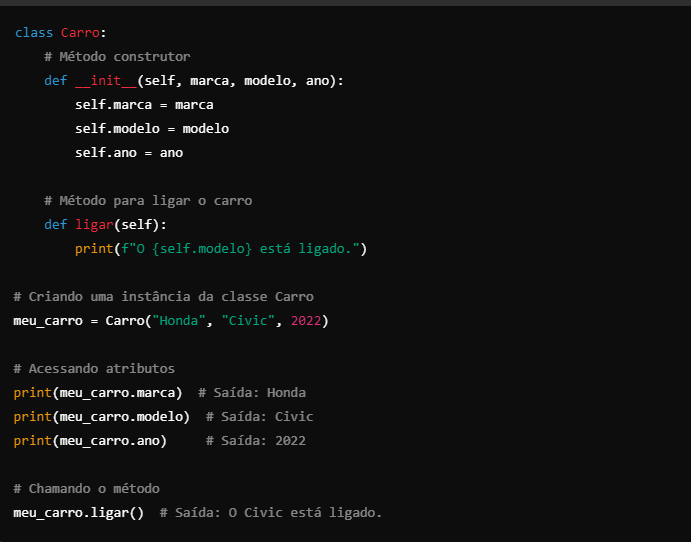 class Carro:
    # Método construtor
    def __init__(self, marca, modelo, ano):
        self.marca = marca
        self.modelo = modelo
        self.ano = ano

    # Método para ligar o carro
    def ligar(self):
        print(f"O {self.modelo} está ligado.")

# Criando uma instância da classe Carro
meu_carro = Carro("Honda", "Civic", 2022)

# Acessando atributos
print(meu_carro.marca)  # Saída: Honda
print(meu_carro.modelo)  # Saída: Civic
print(meu_carro.ano)     # Saída: 2022

# Chamando o método
meu_carro.ligar()  # Saída: O Civic está ligado.